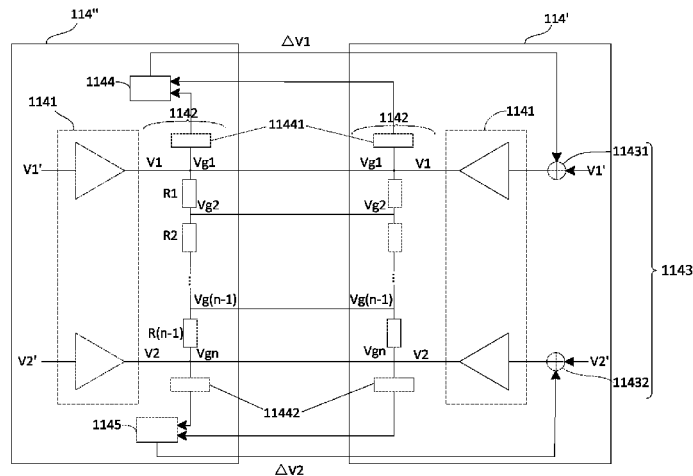 114"
△V1
114'
1144
1141
1142
11441
1142
1141
11431
V1'
V1
Vg1
Vg1
V1
V1'
R1
Vg2
Vg2
R2
1143
Vg(n-1)
Vg(n-1)
R(n-1)
V2'
V2
Vgn
Vgn
V2
V2'
11442
11432
1145
△V2